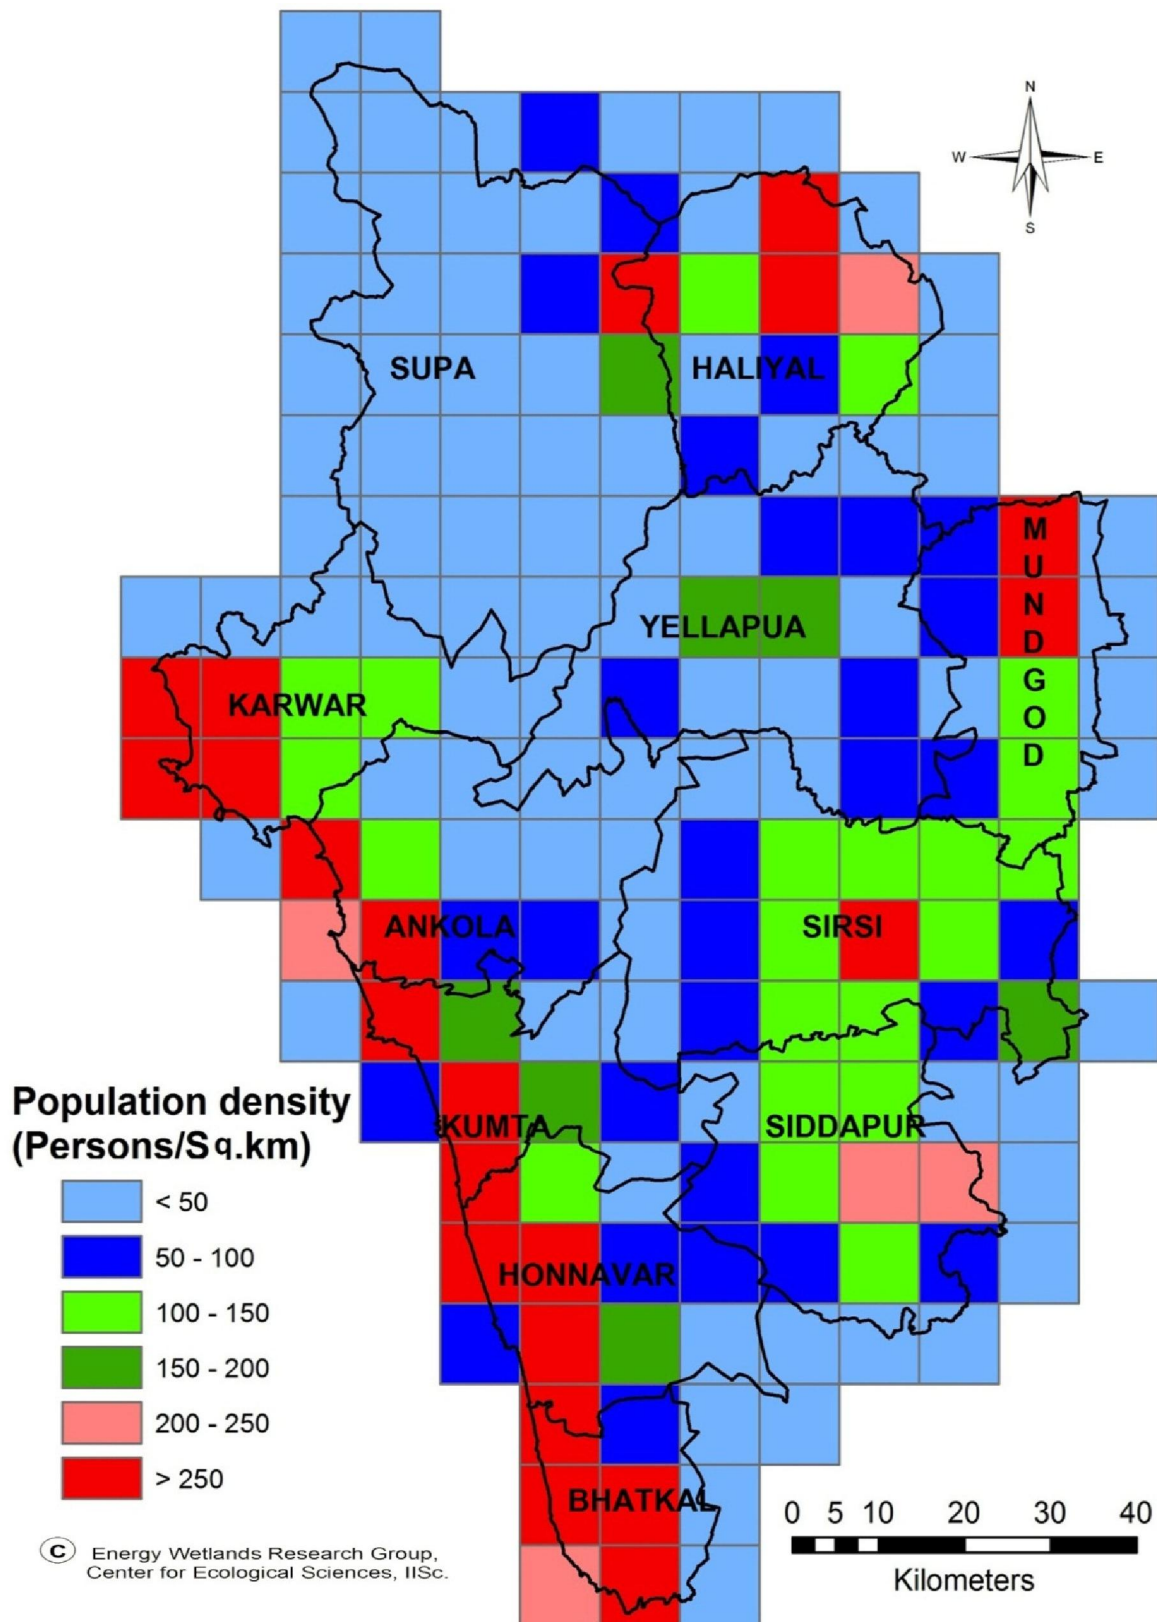 N
W E
S
SUPA
HALIYAL
M
U
N
D
G
O
D
YELLAPUA
KARWAR
ANKOLA
SIRSI
KUMTA
SIDDAPUR
HONNAVAR
BHATKAL
Population density
(Persons/Sq.km)
< 50
50 - 100
100 - 150
150 - 200
200 - 250
> 250
C Energy Wetlands Research Group,
Center for Ecological Sciences, IISc.
0 5 10 20 30 40
Kilometers